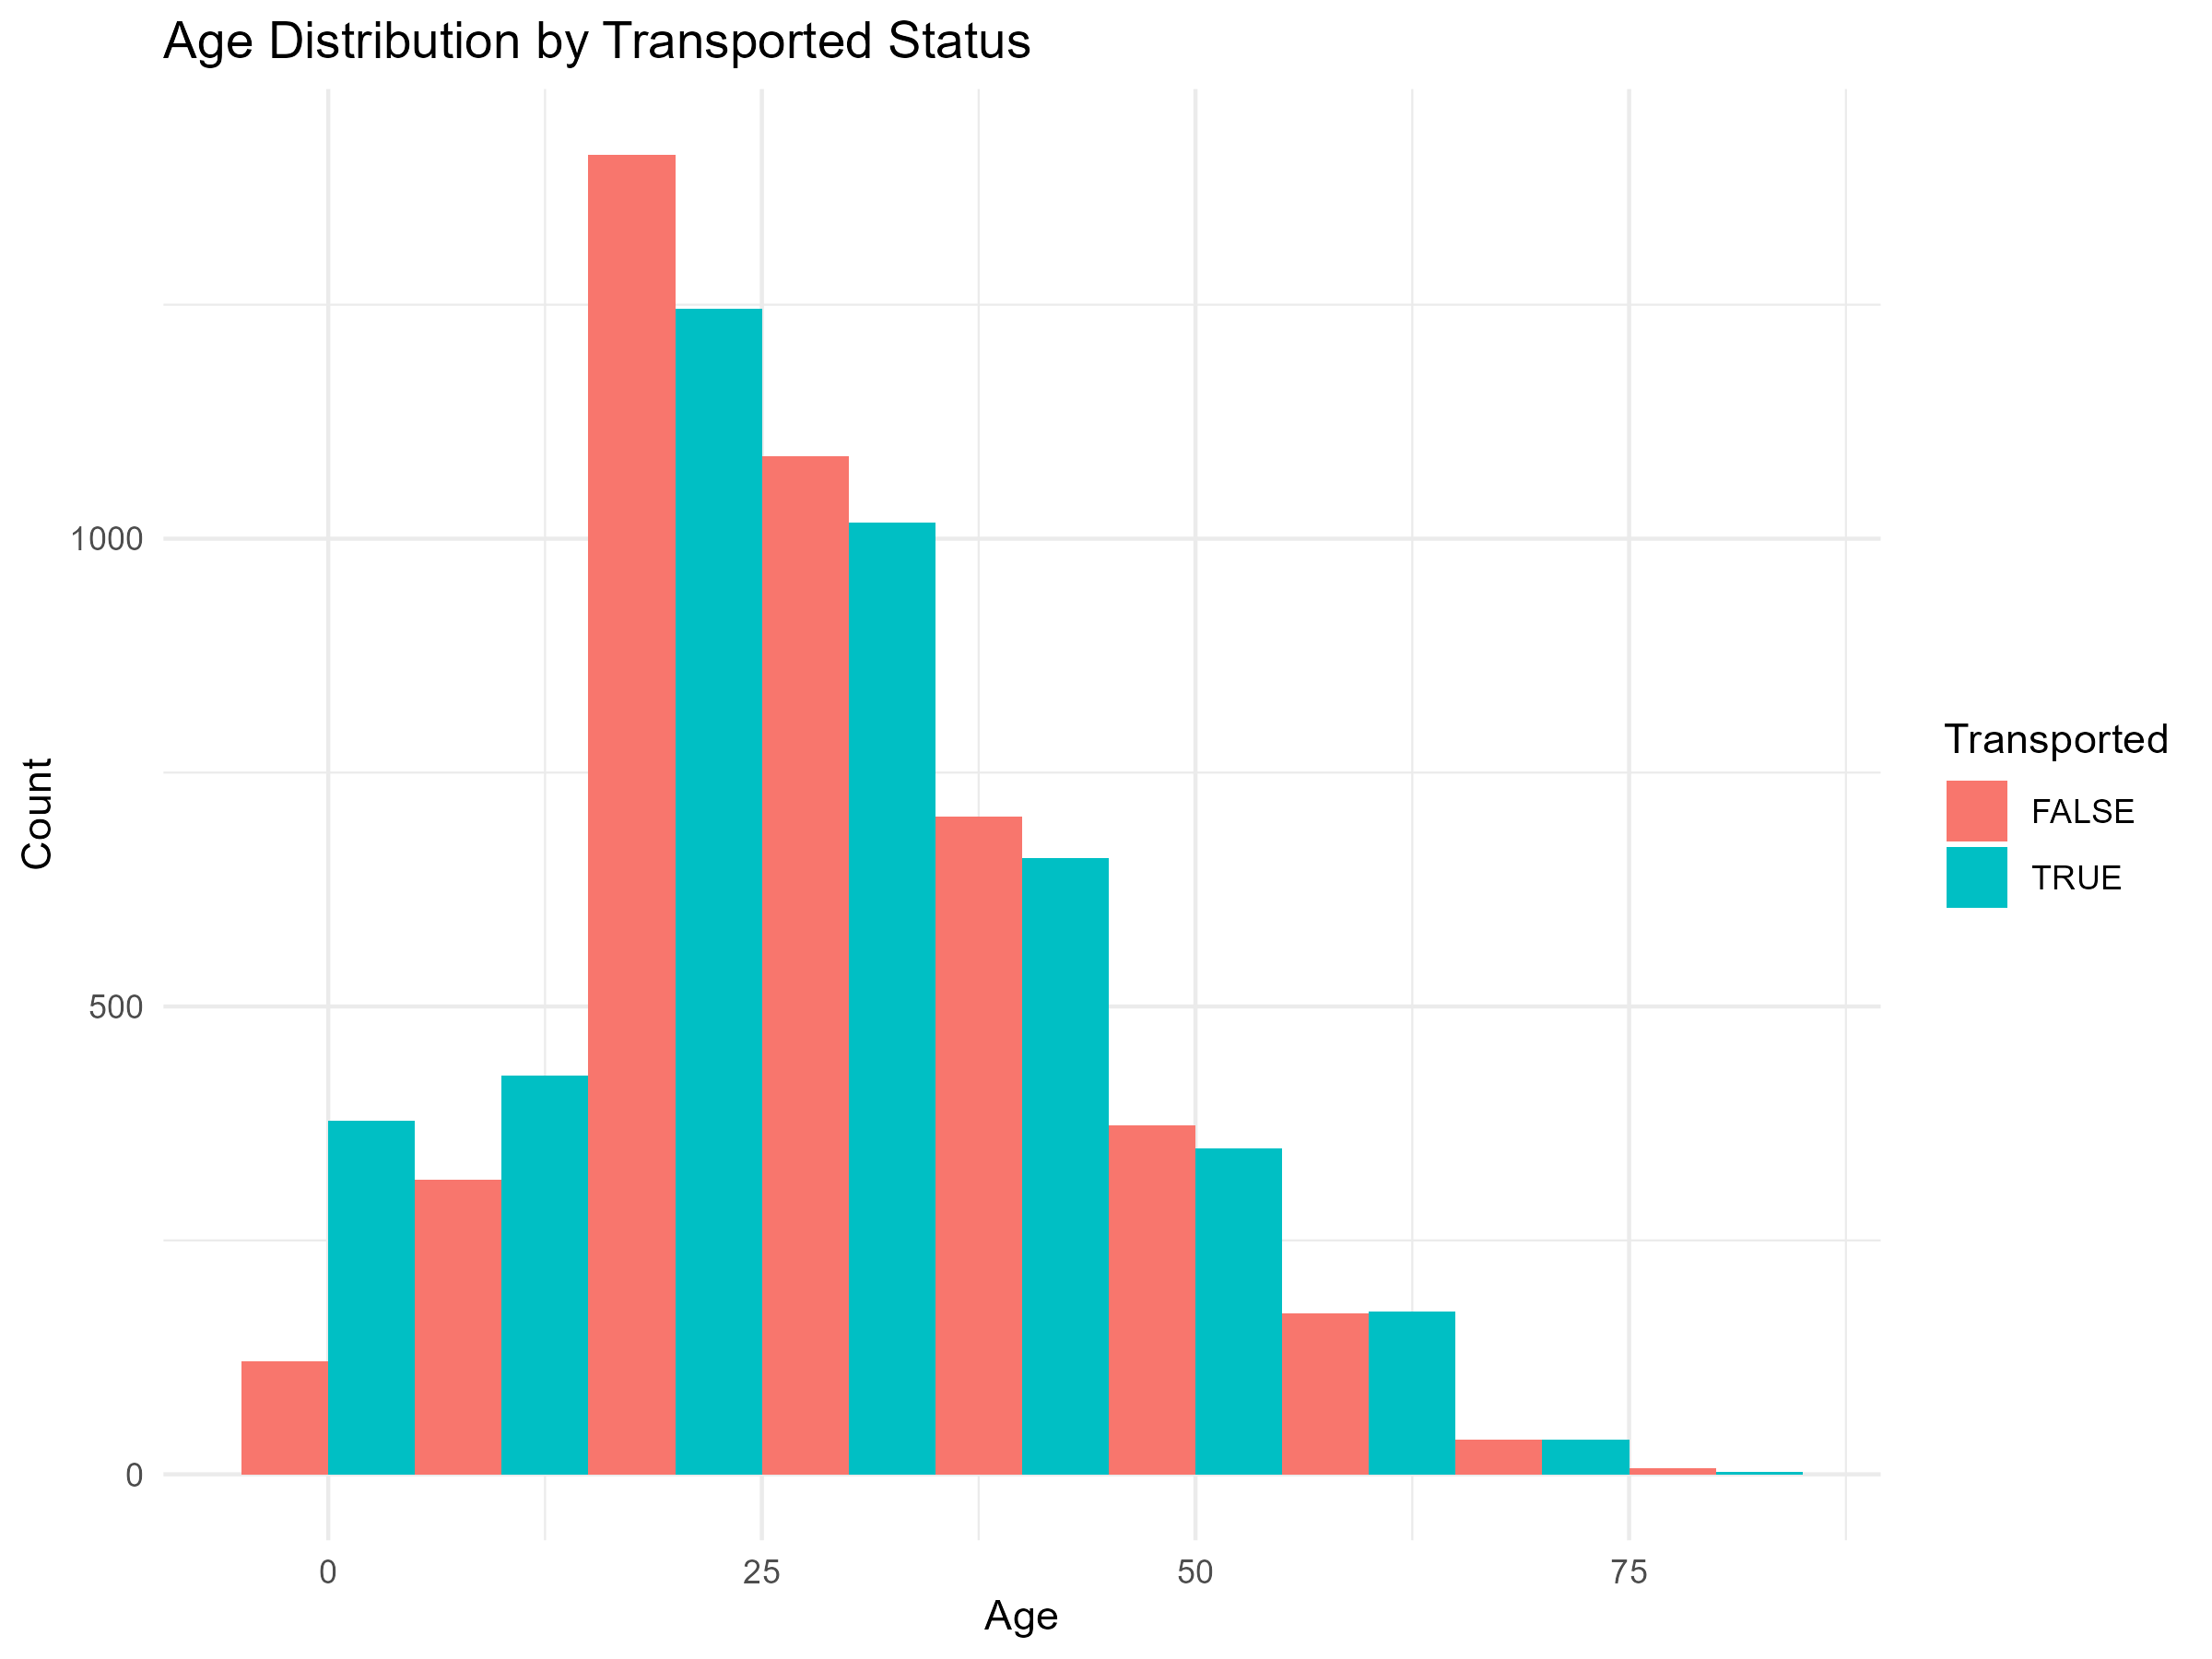 Age Distribution by Transported Status
Count
1000
500
0
0 25 50 75
Age
Transported
FALSE
TRUE